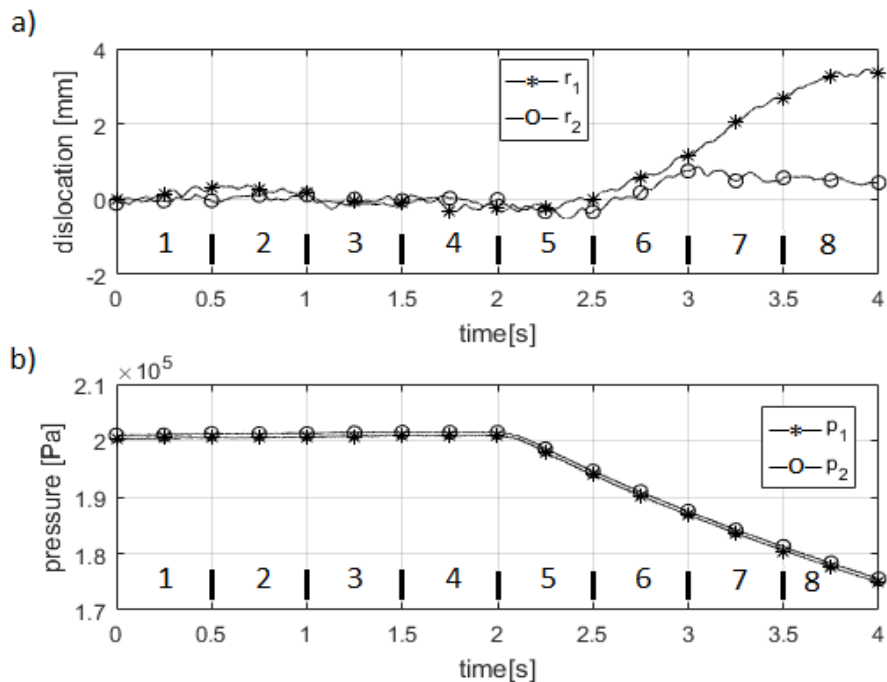 a)
4
2
0
-2
dislocation [mm]
r1
r2
1 2 3 4 5 6 7 8
0 0.5 1 1.5 2 2.5 3 3.5 4
time[s]
b)
× 10^5
2.1
2
1.9
1.8
1.7
pressure [Pa]
p1
p2
1 2 3 4 5 6 7 8
0 0.5 1 1.5 2 2.5 3 3.5 4
time[s]